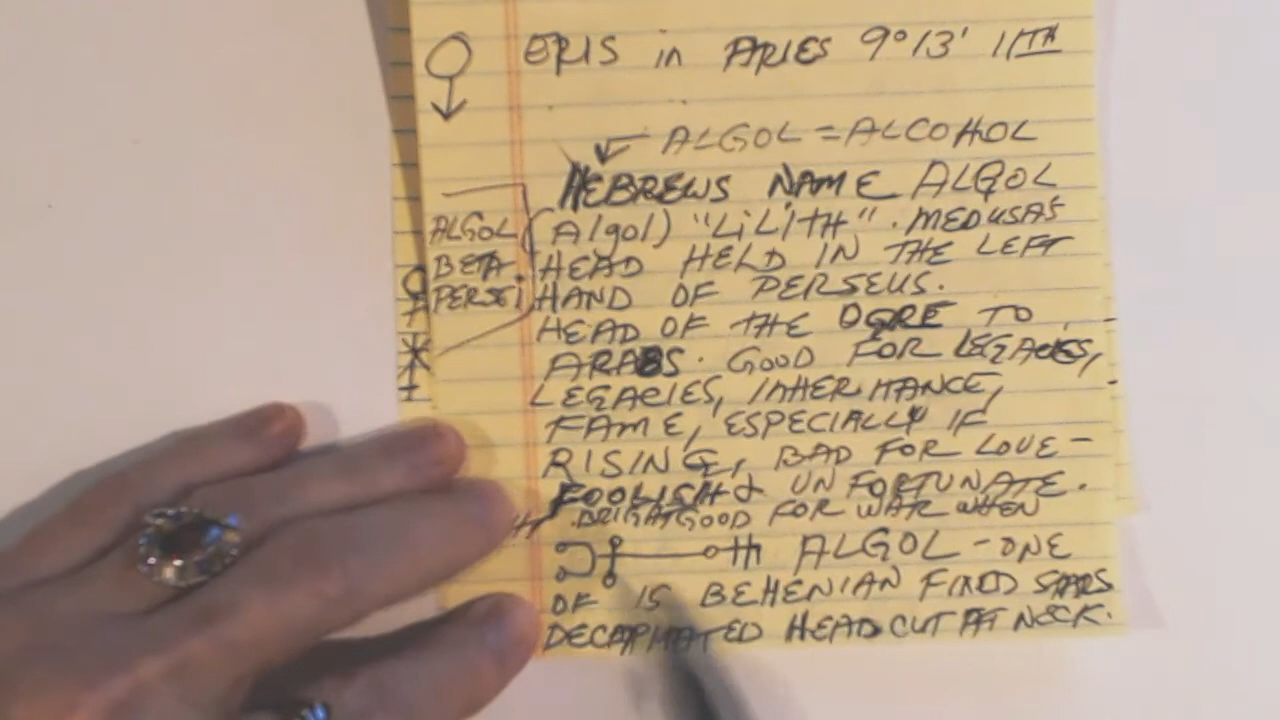 ERIS in ARIES 9°13' 11TH
ALGOL = ALCOHOL
HEBREWS NAME ALGOL
(Algol) "LiLITH". MEDUSA'S
HEAD HELD IN THE LEFT
HAND OF PERSEUS.
HEAD OF THE OGRE TO
ARABS. GOOD FOR LEGACIES,
LEGACIES, INHERITANCE,
FAME, ESPECIALLY IF
RISING, BAD FOR LOVE-
FOOLISH & UNFORTUNATE.
BRIGHT GOOD FOR WAR WHEN
ALGOL - ONE
OF 15 BEHENIAN FIXED STARS
DECAPITATED HEAD CUT AT NECK.
ALGOL
BETA
PERSEI